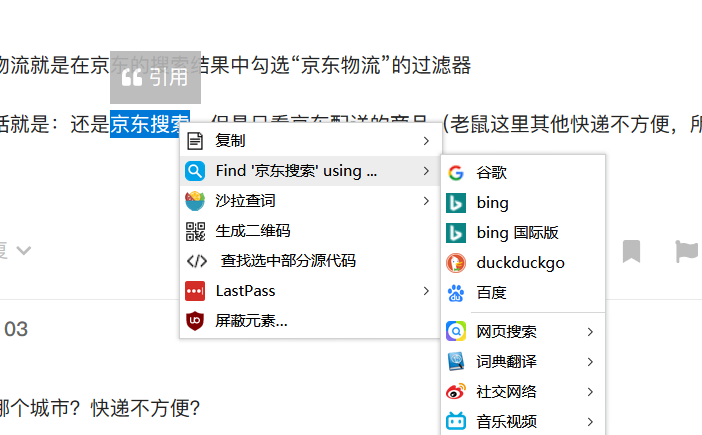 物流就是在京东的搜索结果中勾选“京东物流”的过滤器
引用
话就是：还是京东搜索，但是只看京东配送的商品（老鼠这里其他快递不方便，所
复制
Find '京东搜索' using ...
沙拉查词
生成二维码
查找选中部分源代码
LastPass
屏蔽元素...
谷歌
bing
bing 国际版
duckduckgo
百度
网页搜索
词典翻译
社交网络
音乐视频
复
03
那个城市？快递不方便？